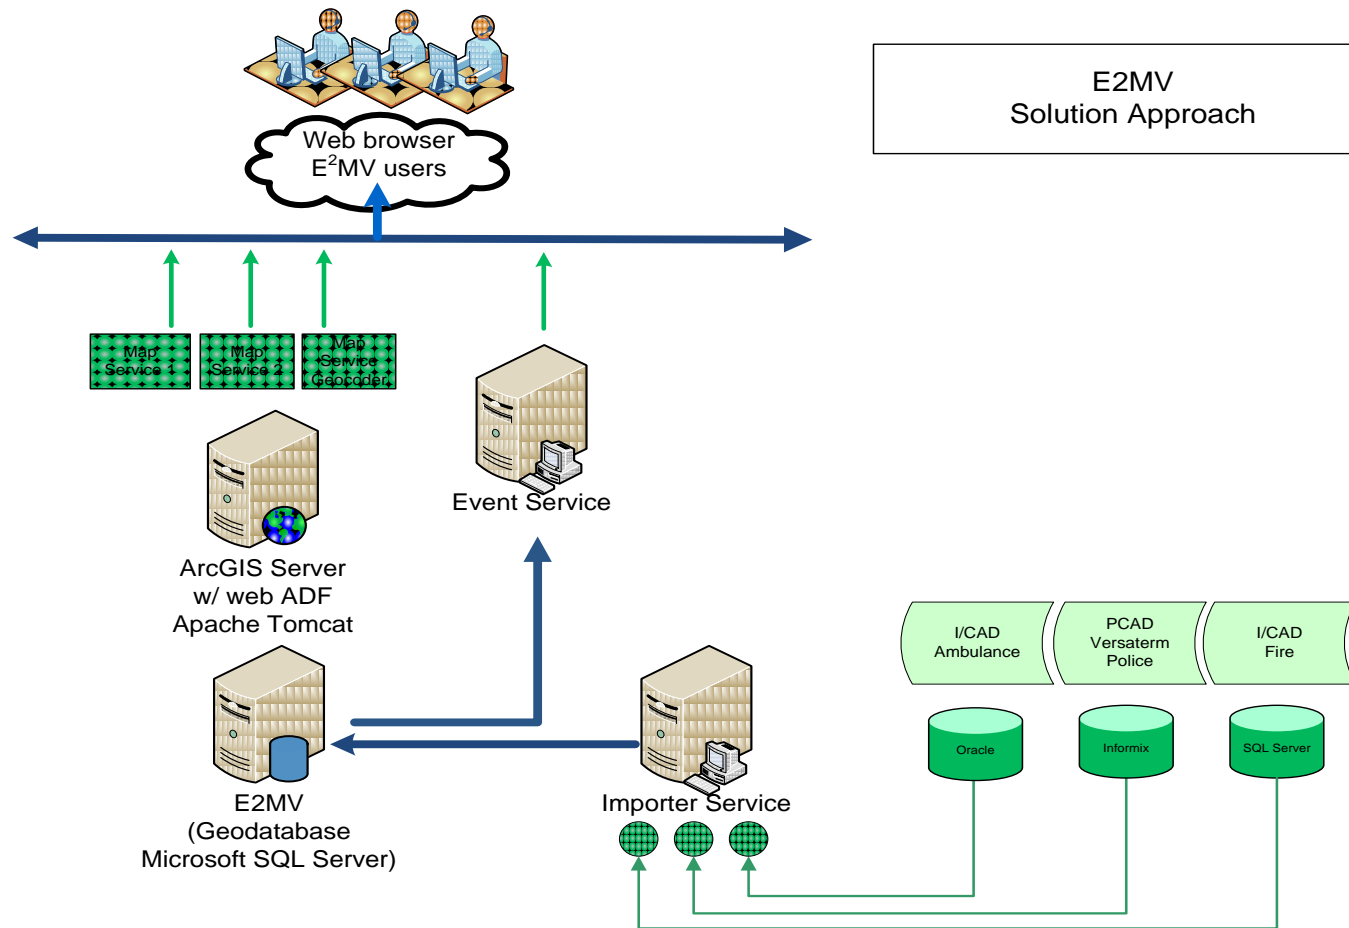 E2MV
Solution Approach
Web browser
E²MV users
Map
Service 1
Map
Service 2
Map
Service
Geocoder
Event Service
ArcGIS Server
w/ web ADF
Apache Tomcat
I/CAD
Ambulance
PCAD
Versaterm
Police
I/CAD
Fire
Oracle
Informix
SQL Server
E2MV
(Geodatabase
Microsoft SQL Server)
Importer Service